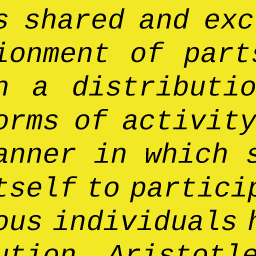 s shared and exc
ionment of parts
n a distributio
orms of activity
anner in which s
tself to particip
ous individuals h
ution. Aristotle